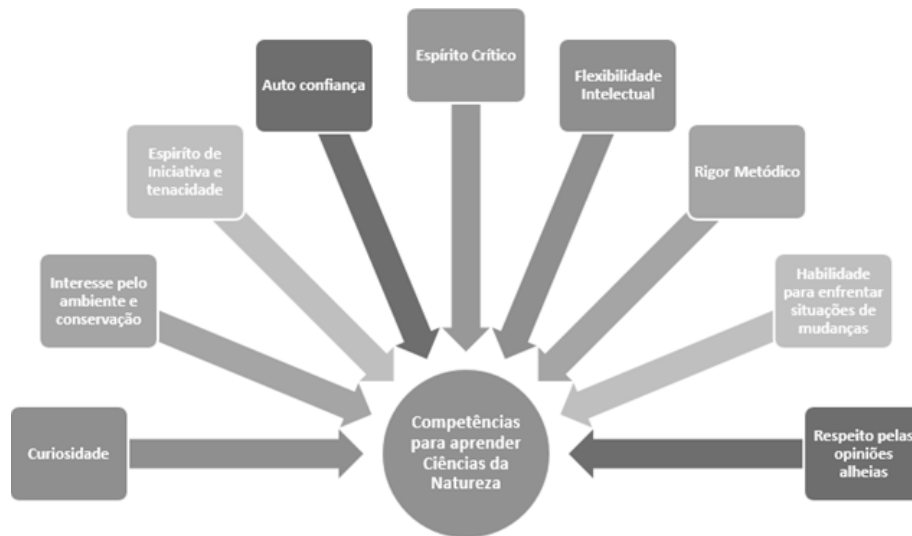 Espírito Crítico
Auto confiança
Flexibilidade
Intelectual
Espiríto de
Iniciativa e
tenacidade
Rigor Metódico
Interesse pelo
ambiente e
conservação
Habilidade
para enfrentar
situações de
mudanças
Curiosidade
Competências
para aprender
Ciências da
Natureza
Respeito pelas
opiniões
alheias